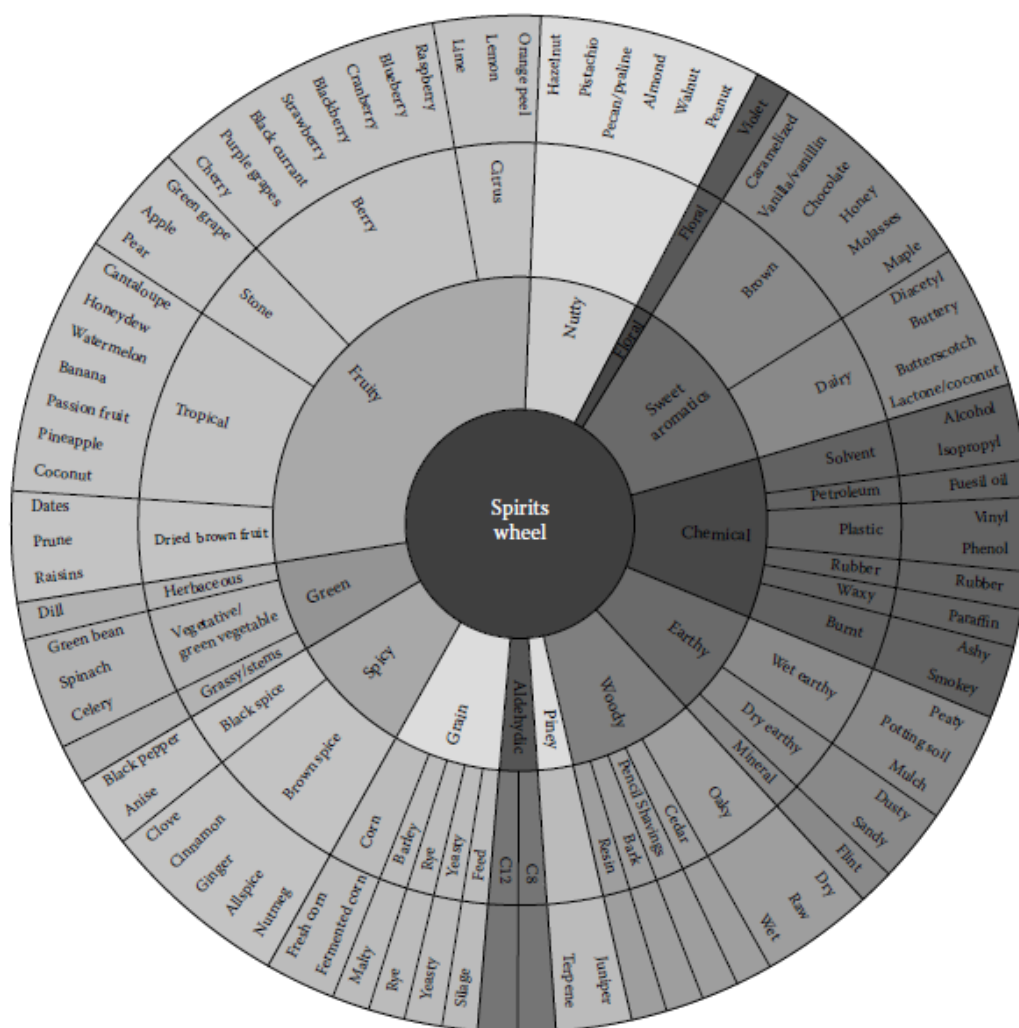 Spirits
wheel
Fruity
Nutty
Floral
Sweet
aromatics
Chemical
Earthy
Woody
Piney
Aldehydic
Grain
Spicy
Green
Citrus
Floral
Brown
Dairy
Solvent
Petroleum
Plastic
Rubber
Waxy
Burnt
Wet earthy
Dry earthy
Mineral
Oaky
Cedar
Pencil Shavings
Bark
Resin
C8
C12
Feed
Yeasty
Rye
Barley
Corn
Brown spice
Black spice
Grassy/stems
Vegetative/
green vegetable
Herbaceous
Dried brown fruit
Tropical
Stone
Berry
Orange peel
Hazelnut
Pistachio
Pecan/praline
Almond
Walnut
Peanut
Violet
Caramelized
Vanilla/vanillin
Chocolate
Honey
Molasses
Maple
Diacetyl
Buttery
Butterscotch
Lactone/coconut
Alcohol
Isopropyl
Fuesil oil
Vinyl
Phenol
Rubber
Paraffin
Ashy
Smokey
Peaty
Potting soil
Mulch
Dusty
Sandy
Flint
Dry
Raw
Wet
Juniper
Terpene
Silage
Yeasty
Rye
Malty
Fermented corn
Fresh corn
Nutmeg
Allspice
Ginger
Cinnamon
Clove
Anise
Black pepper
Celery
Spinach
Green bean
Dill
Raisins
Prune
Dates
Coconut
Pineapple
Passion fruit
Banana
Watermelon
Honeydew
Cantaloupe
Pear
Apple
Green grape
Cherry
Purple grapes
Black currant
Strawberry
Blackberry
Cranberry
Blueberry
Raspberry
Lime
Lemon